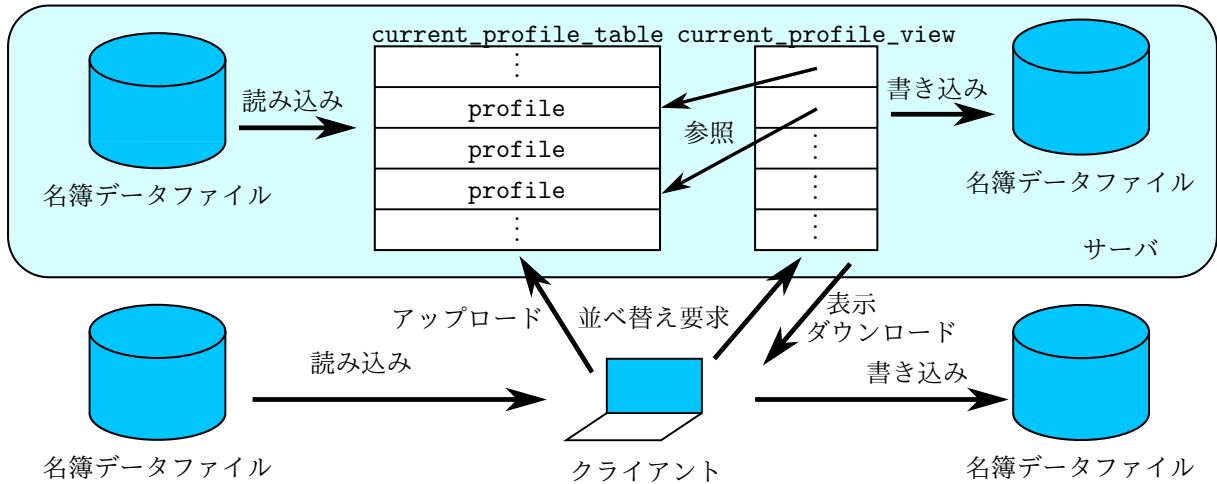 current_profile_table
current_profile_view
⋮
読み込み
書き込み
profile
参照
profile
⋮
profile
⋮
名簿データファイル
名簿データファイル
⋮
⋮
サーバ
アップロード
並べ替え要求
表示
ダウンロード
読み込み
書き込み
名簿データファイル
クライアント
名簿データファイル